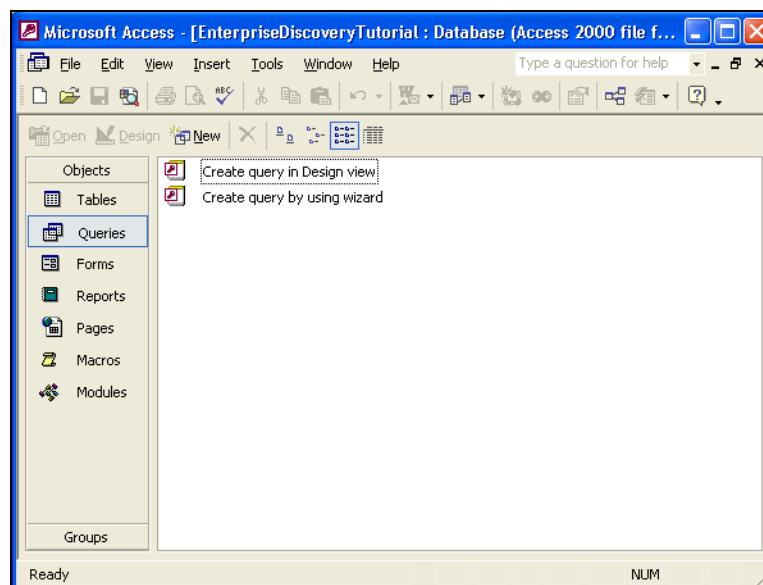 Microsoft Access - [EnterpriseDiscoveryTutorial : Database (Access 2000 file f...
File Edit View Insert Tools Window Help Type a question for help
ABC
Open Design New
Objects
Tables
Queries
Forms
Reports
Pages
Macros
Modules
Groups
Create query in Design view
Create query by using wizard
Ready NUM